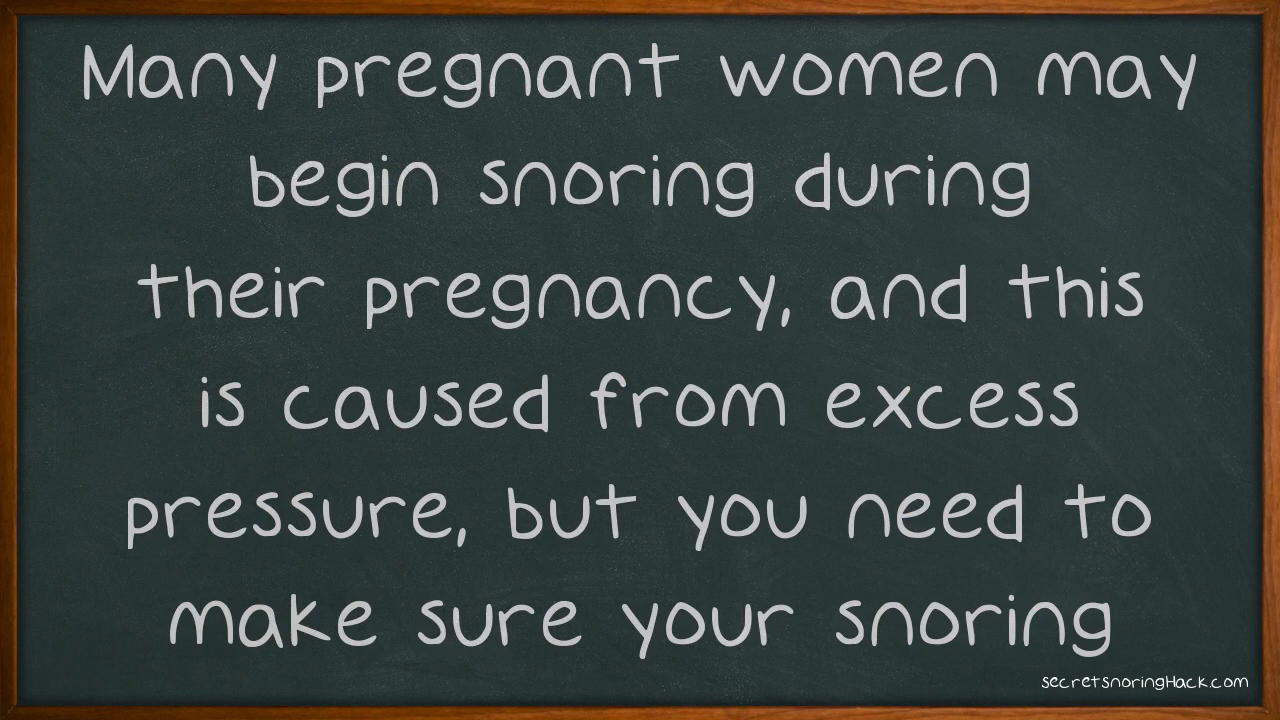 Many pregnant women may
begin snoring during
their pregnancy, and this
is caused from excess
pressure, but you need to
make sure your snoring
secretsnoringHack.com